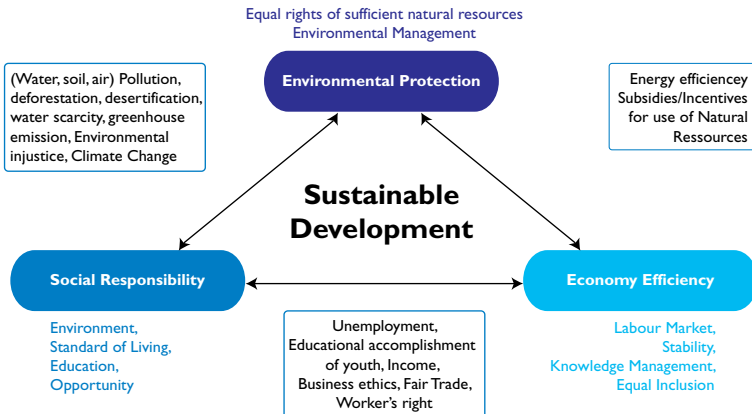 Equal rights of sufficient natural resources
Environmental Management
Environmental Protection
(Water, soil, air) Pollution,
deforestation, desertification,
water scarcity, greenhouse
emission, Environmental
injustice, Climate Change
Energy efficiencey
Subsidies/Incentives
for use of Natural
Ressources
Sustainable
Development
Social Responsibility
Economy Efficiency
Environment,
Standard of Living,
Education,
Opportunity
Unemployment,
Educational accomplishment
of youth, Income,
Business ethics, Fair Trade,
Worker's right
Labour Market,
Stability,
Knowledge Management,
Equal Inclusion